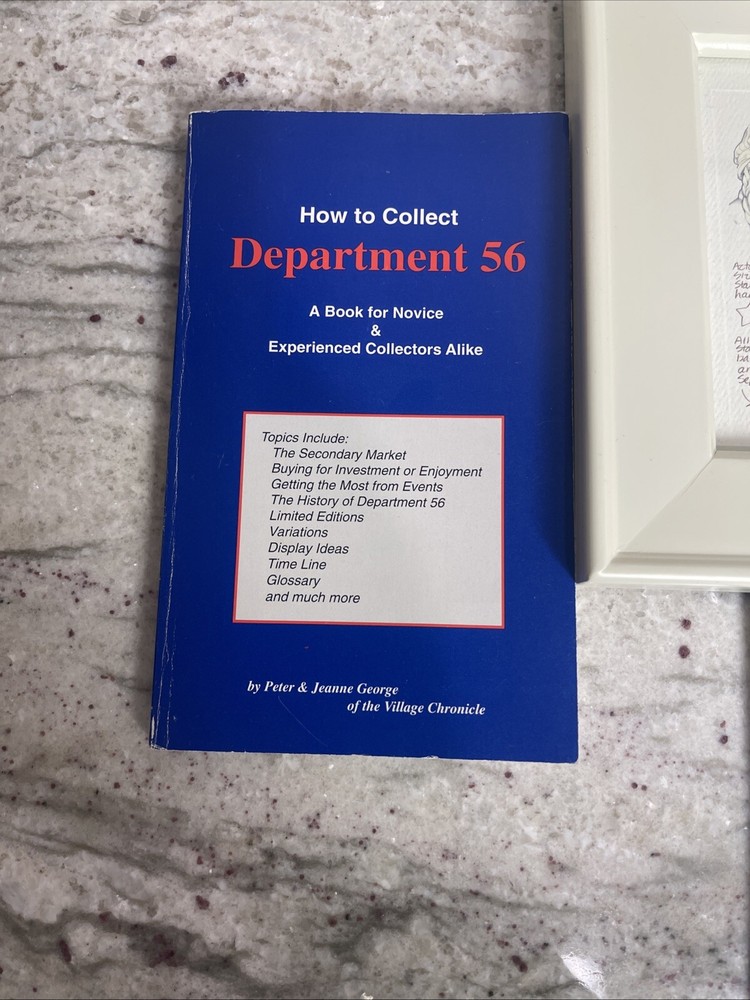 How to Collect
Department 56
A Book for Novice
&
Experienced Collectors Alike
Topics Include:
The Secondary Market
Buying for Investment or Enjoyment
Getting the Most from Events
The History of Department 56
Limited Editions
Variations
Display Ideas
Time Line
Glossary
and much more
by Peter & Jeanne George
of the Village Chronicle